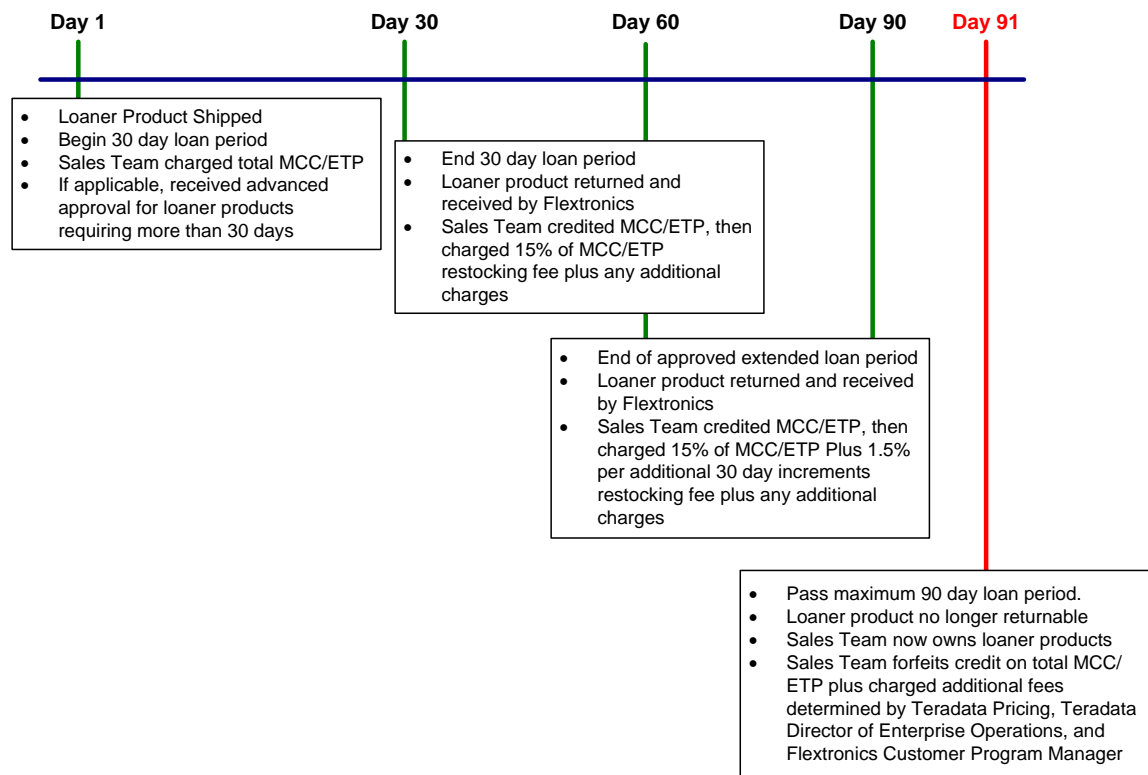 Day 1 Day 30 Day 60 Day 90 Day 91
• Loaner Product Shipped
• Begin 30 day loan period
• Sales Team charged total MCC/ETP
• If applicable, received advanced
approval for loaner products
requiring more than 30 days
• End 30 day loan period
• Loaner product returned and
received by Flextronics
• Sales Team credited MCC/ETP, then
charged 15% of MCC/ETP
restocking fee plus any additional
charges
• End of approved extended loan period
• Loaner product returned and received
by Flextronics
• Sales Team credited MCC/ETP, then
charged 15% of MCC/ETP Plus 1.5%
per additional 30 day increments
restocking fee plus any additional
charges
• Pass maximum 90 day loan period.
• Loaner product no longer returnable
• Sales Team now owns loaner products
• Sales Team forfeits credit on total MCC/
ETP plus charged additional fees
determined by Teradata Pricing, Teradata
Director of Enterprise Operations, and
Flextronics Customer Program Manager